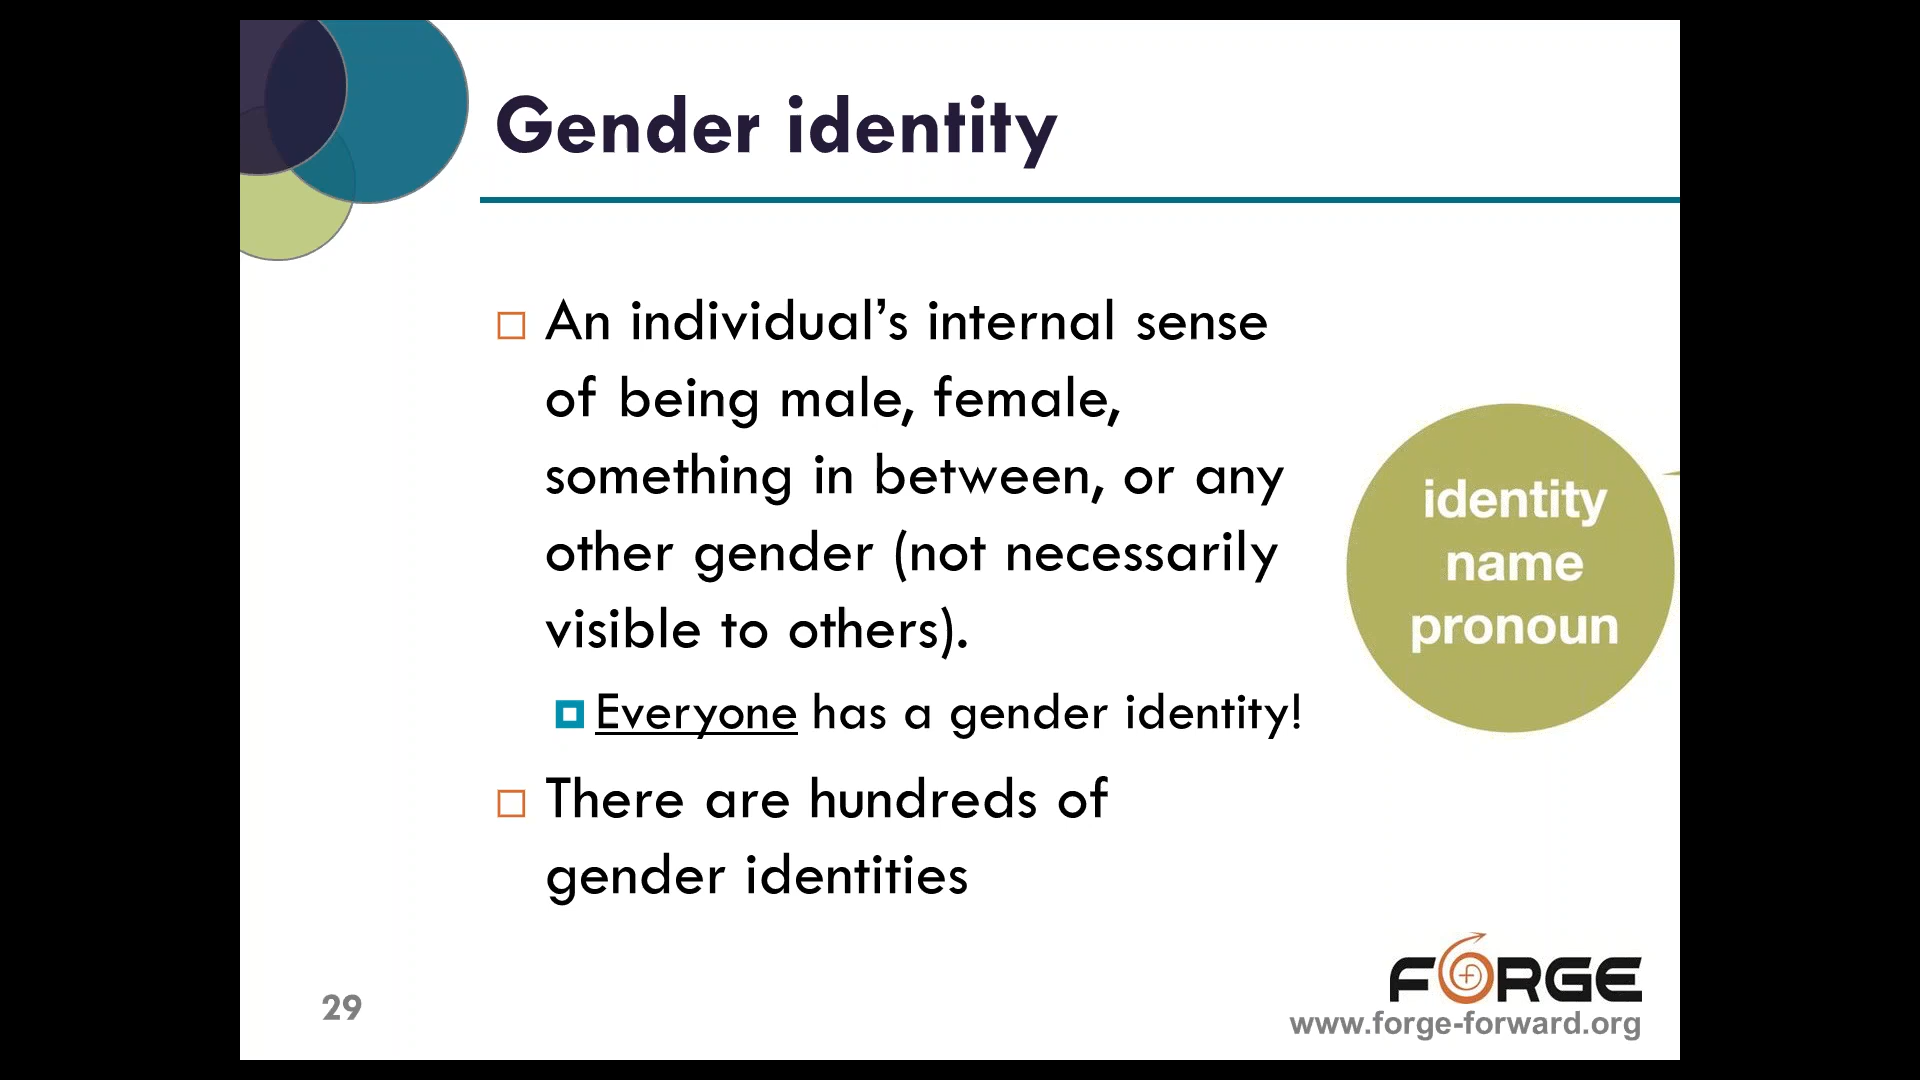 Gender identity
An individual’s internal sense
of being male, female,
something in between, or any
other gender (not necessarily
visible to others).
Everyone has a gender identity!
There are hundreds of
gender identities
identity
name
pronoun
29
FORGE
www.forge-forward.org